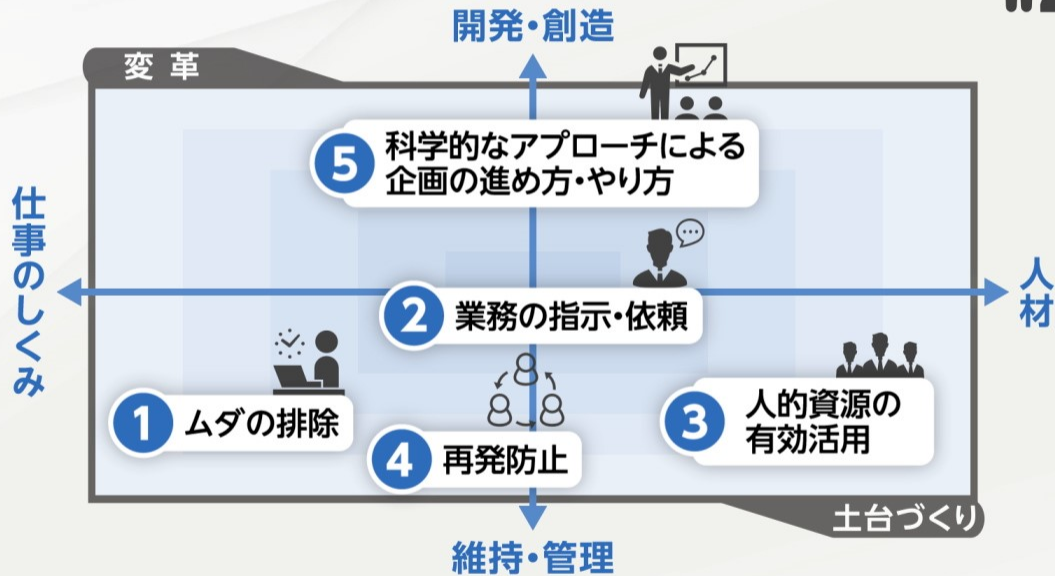 開発・創造
変革
5
科学的なアプローチによる
企画の進め方・やり方
仕事のしくみ
人材
2
業務の指示・依頼
1
ムダの排除
3
人的資源の
有効活用
4
再発防止
土台づくり
維持・管理